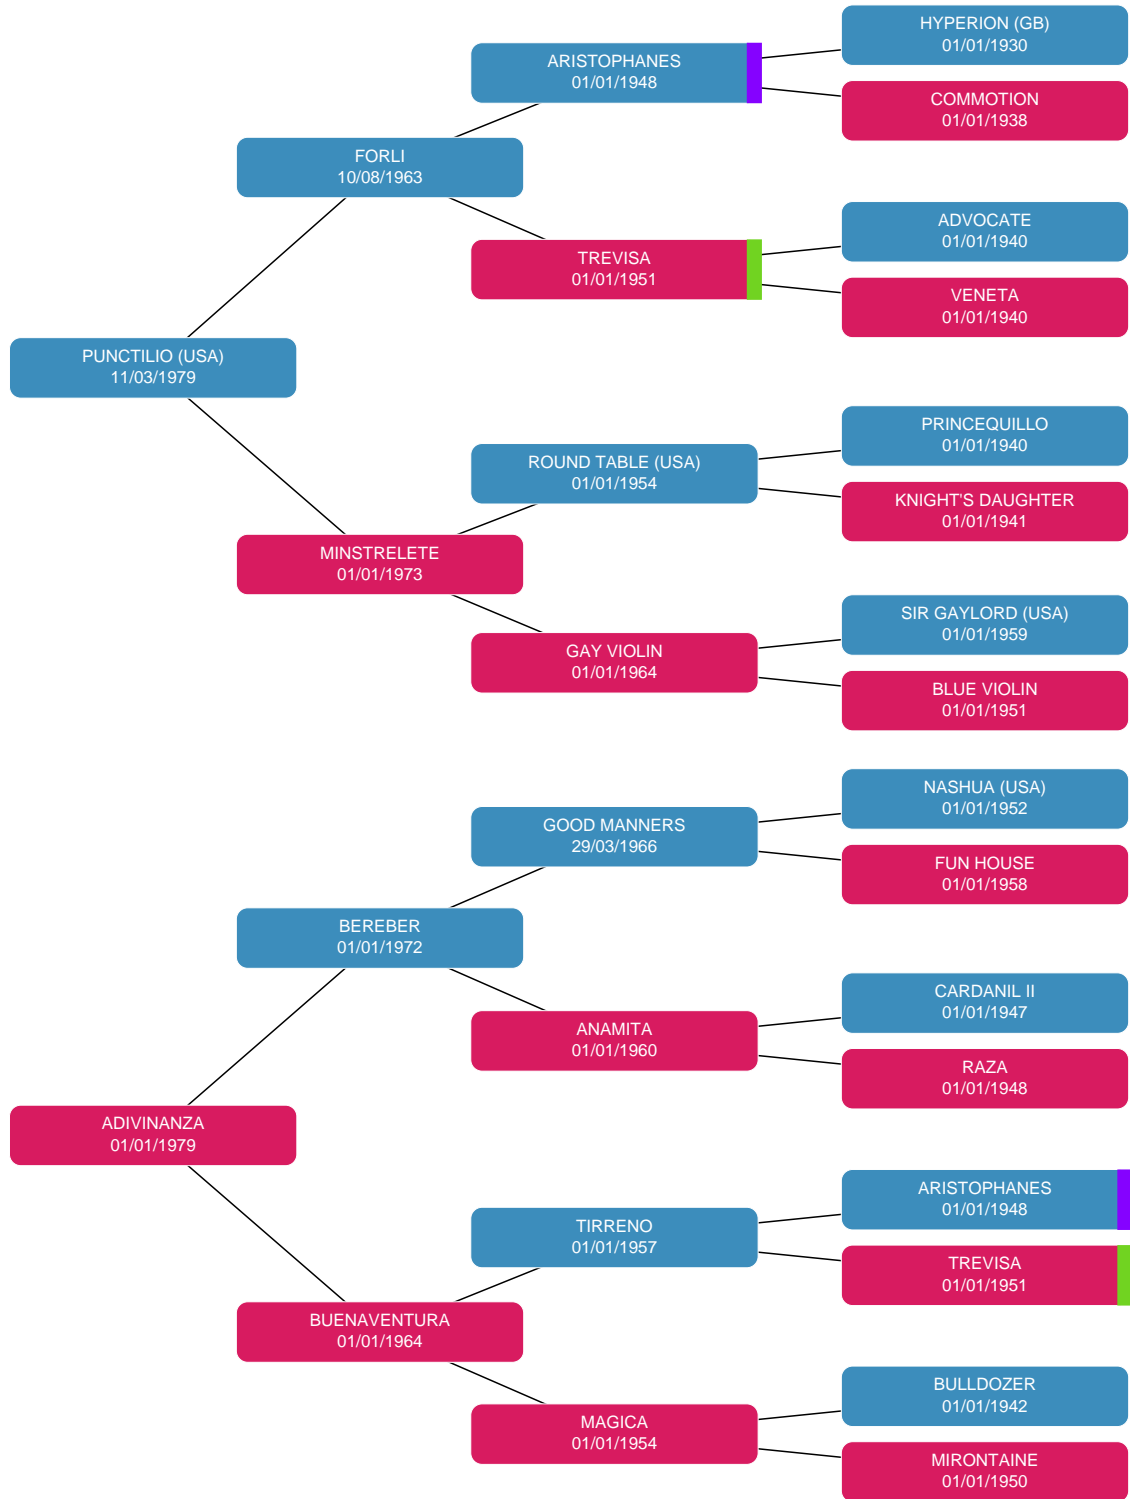 HYPERION (GB)
01/01/1930
ARISTOPHANES
01/01/1948
COMMOTION
01/01/1938
FORLI
10/08/1963
ADVOCATE
01/01/1940
TREVISA
01/01/1951
VENETA
01/01/1940
PUNCTILIO (USA)
11/03/1979
PRINCEQUILLO
01/01/1940
ROUND TABLE (USA)
01/01/1954
KNIGHT'S DAUGHTER
01/01/1941
MINSTRELETE
01/01/1973
SIR GAYLORD (USA)
01/01/1959
GAY VIOLIN
01/01/1964
BLUE VIOLIN
01/01/1951
NASHUA (USA)
01/01/1952
GOOD MANNERS
29/03/1966
FUN HOUSE
01/01/1958
BEREBER
01/01/1972
CARDANIL II
01/01/1947
ANAMITA
01/01/1960
RAZA
01/01/1948
ADIVINANZA
01/01/1979
ARISTOPHANES
01/01/1948
TIRRENO
01/01/1957
TREVISA
01/01/1951
BUENAVENTURA
01/01/1964
BULLDOZER
01/01/1942
MAGICA
01/01/1954
MIRONTAINE
01/01/1950